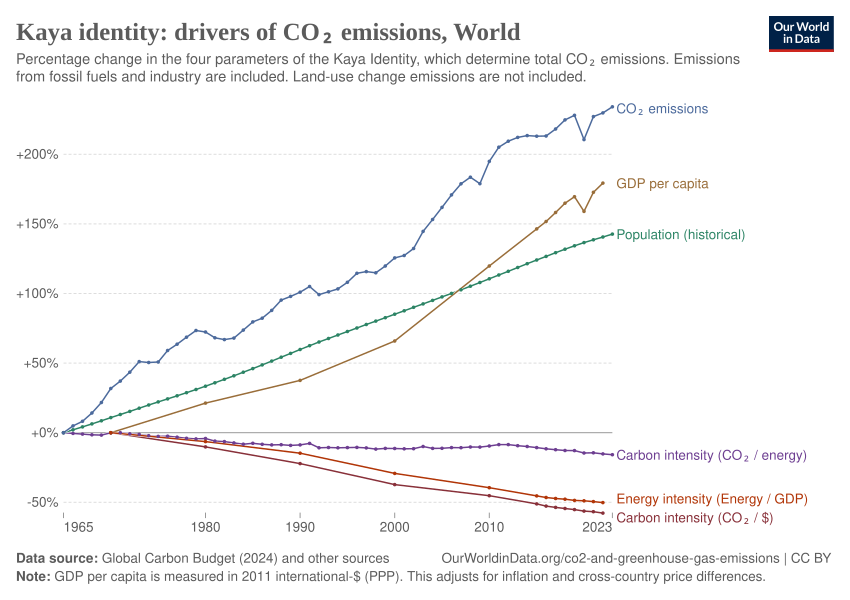 Kaya identity: drivers of CO₂ emissions, World
Our World
in Data
Percentage change in the four parameters of the Kaya Identity, which determine total CO₂ emissions. Emissions
from fossil fuels and industry are included. Land-use change emissions are not included.
CO₂ emissions
+200%
GDP per capita
+150%
Population (historical)
+100%
+50%
+0%
Carbon intensity (CO₂ / energy)
-50%
Energy intensity (Energy / GDP)
Carbon intensity (CO₂ / $)
1965
1980
1990
2000
2010
2023
Data source: Global Carbon Budget (2024) and other sources
OurWorldinData.org/co2-and-greenhouse-gas-emissions | CC BY
Note: GDP per capita is measured in 2011 international-$ (PPP). This adjusts for inflation and cross-country price differences.